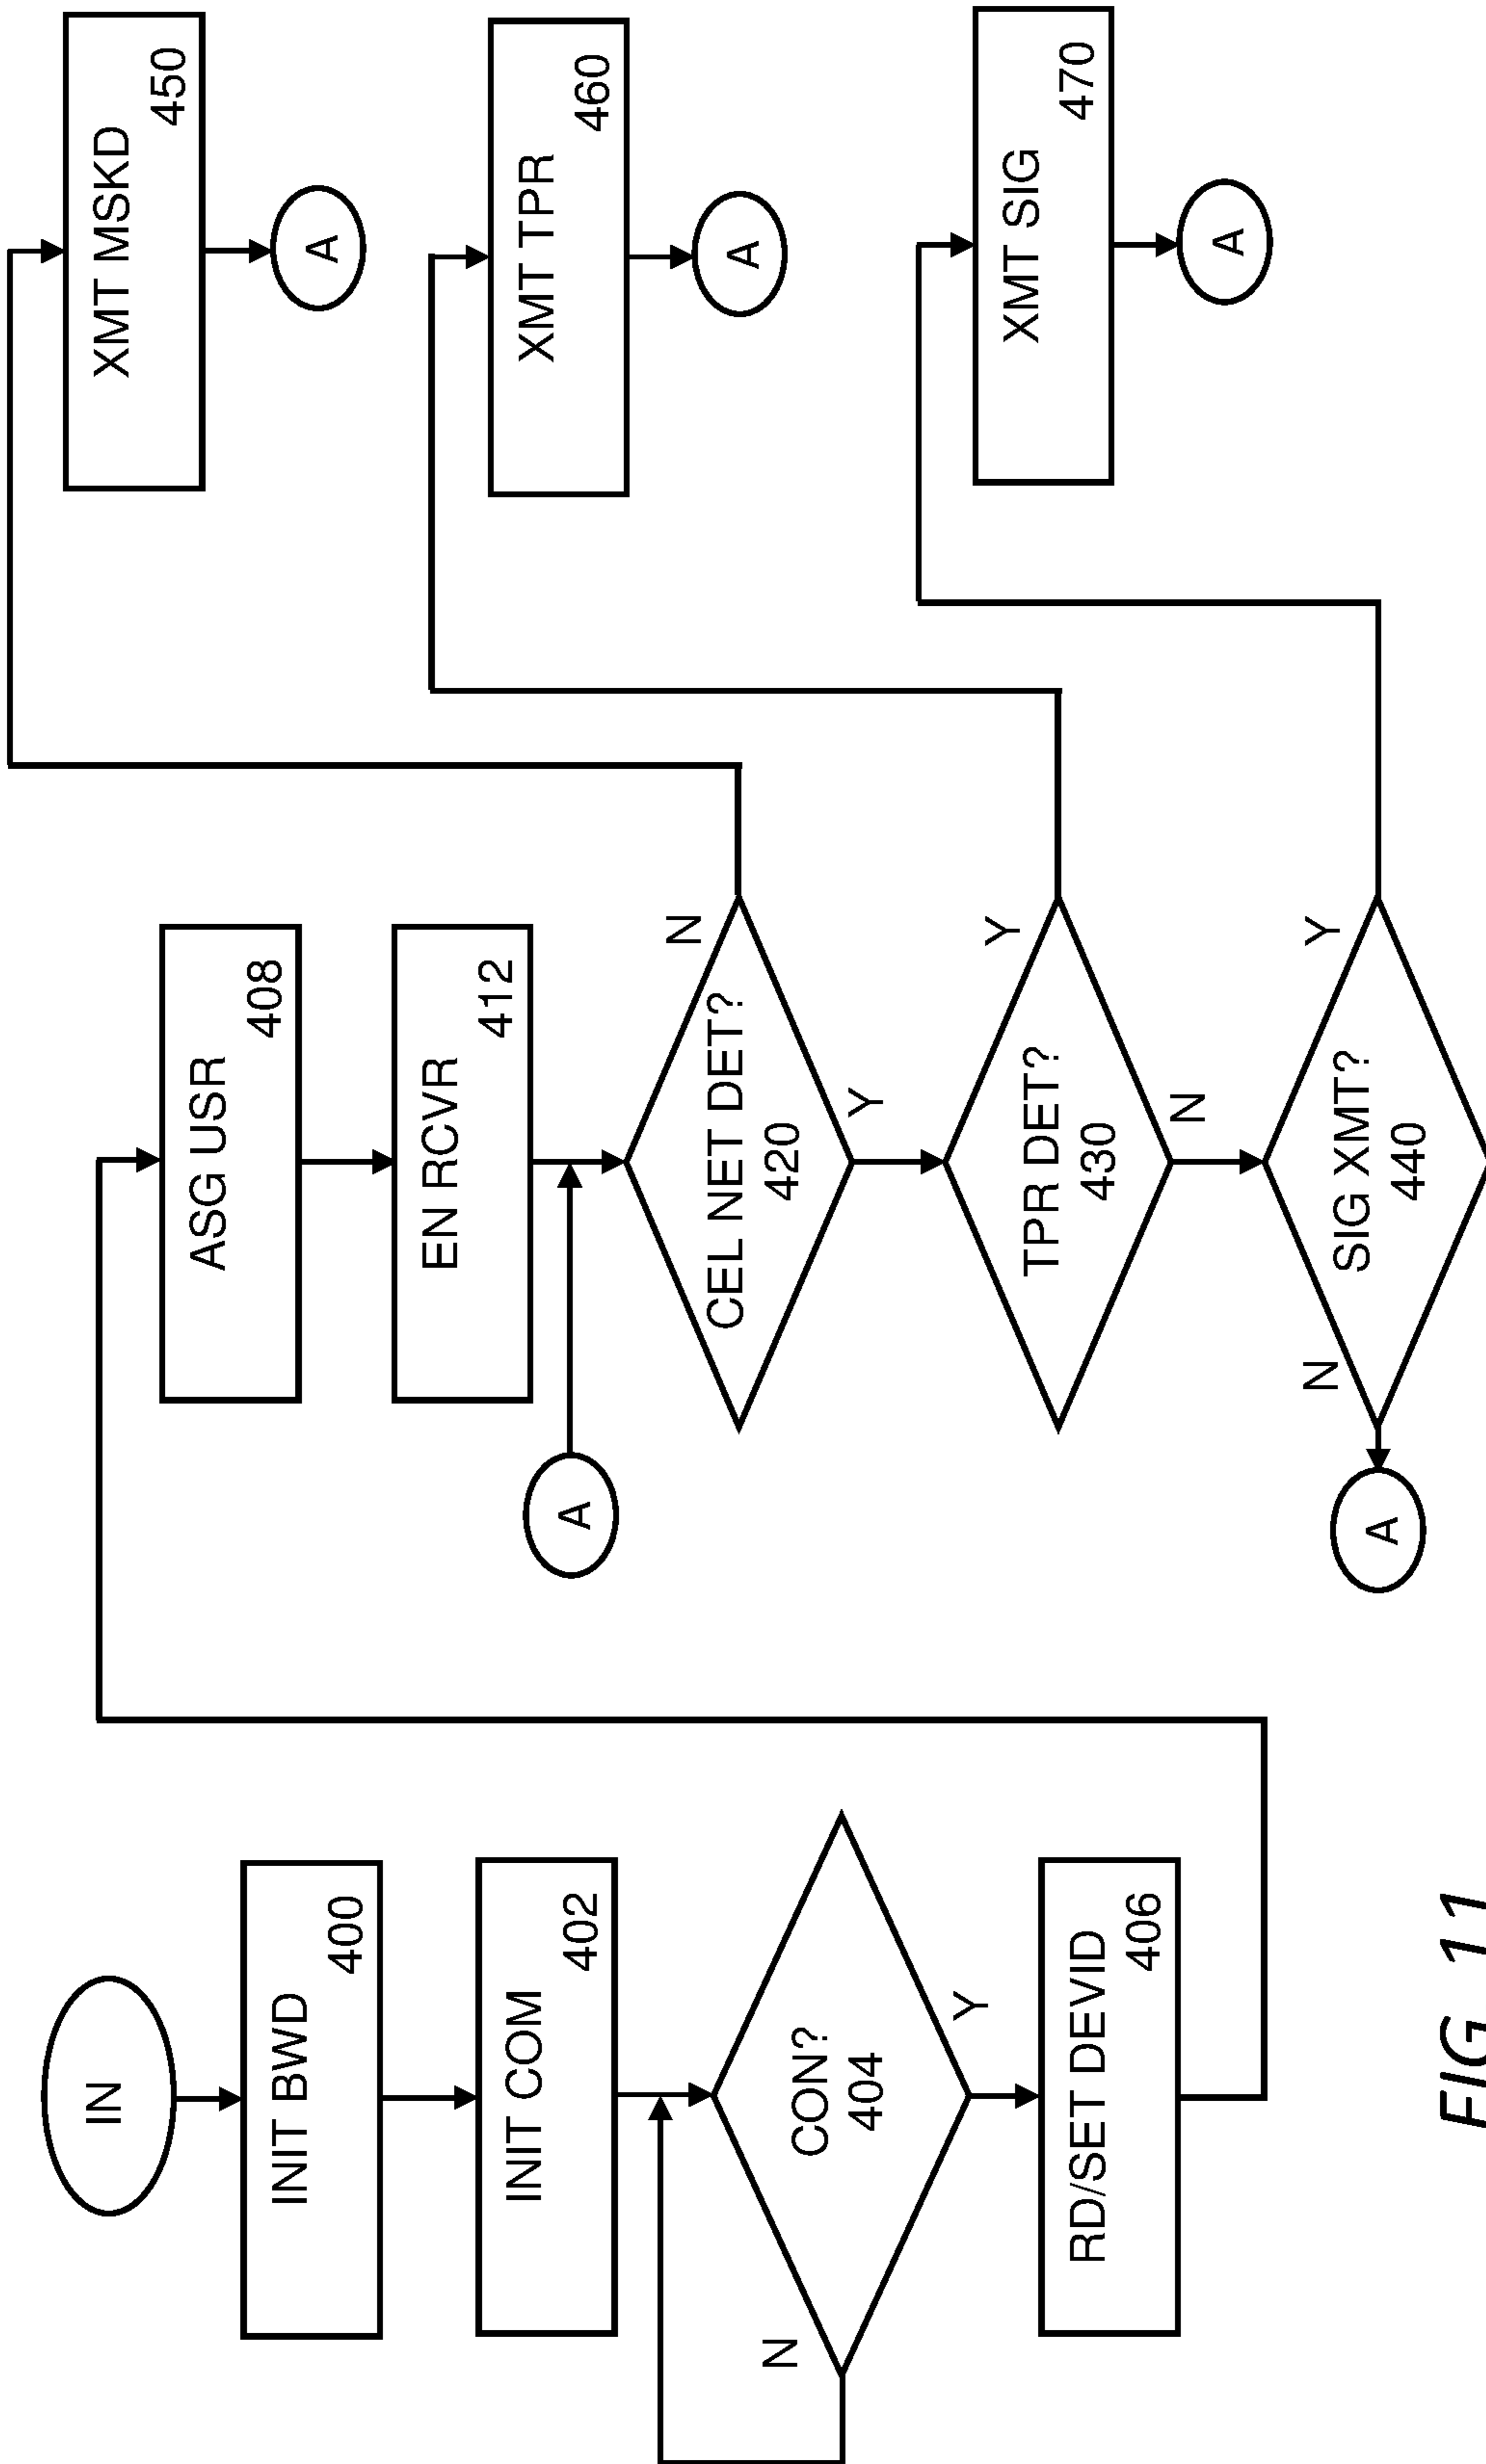 IN
INIT BWD
400
INIT COM
402
CON?
404
N
Y
RD/SET DEVID
406
ASG USR
408
EN RCVR
412
A
CEL NET DET?
420
N
Y
TPR DET?
430
Y
N
SIG XMT?
440
Y
N
A
XMT MSKD
450
A
XMT TPR
460
A
XMT SIG
470
A
FIG. 11